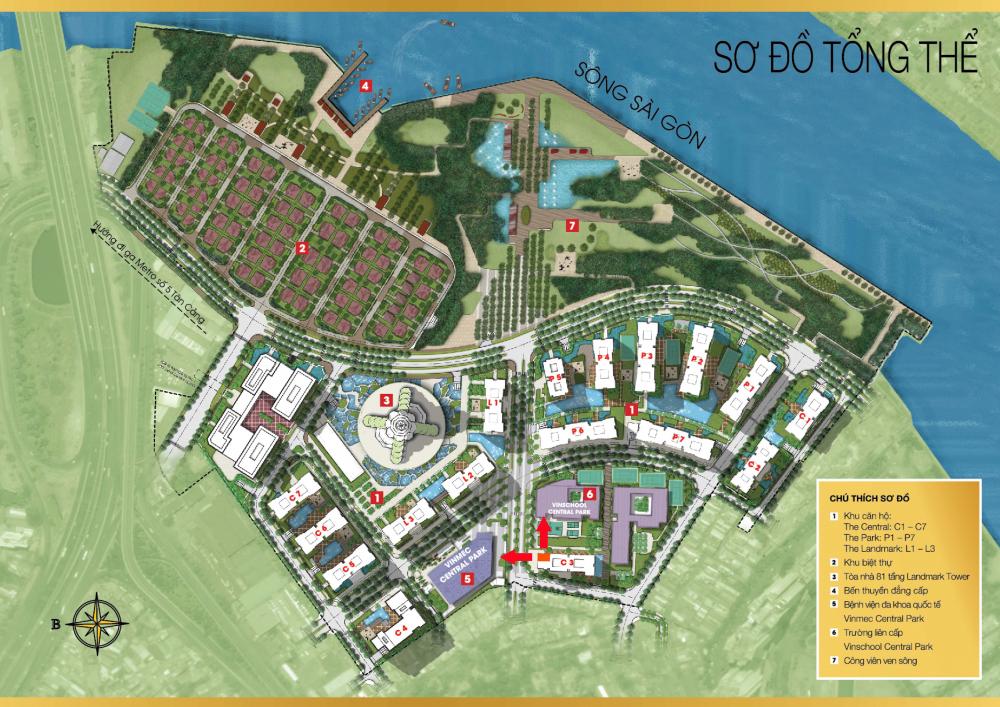 SƠ ĐỒ TỔNG THỂ
SÔNG SÀI GÒN
4
2
7
Hướng đi ga Metro số 5 Tân Cảng
3
L1
P5
P4
P3
P2
P1
1
P6
P7
C1
C2
L2
1
L3
C7
C6
C5
C4
VINMEC
CENTRAL PARK
5
6
VINSCHOOL
CENTRAL PARK
C3
B
CHÚ THÍCH SƠ ĐỒ
1 Khu căn hộ:
The Central: C1 – C7
The Park: P1 – P7
The Landmark: L1 – L3
2 Khu biệt thự
3 Tòa nhà 81 tầng Landmark Tower
4 Bến thuyền đẳng cấp
5 Bệnh viện đa khoa quốc tế
Vinmec Central Park
6 Trường liên cấp
Vinschool Central Park
7 Công viên ven sông